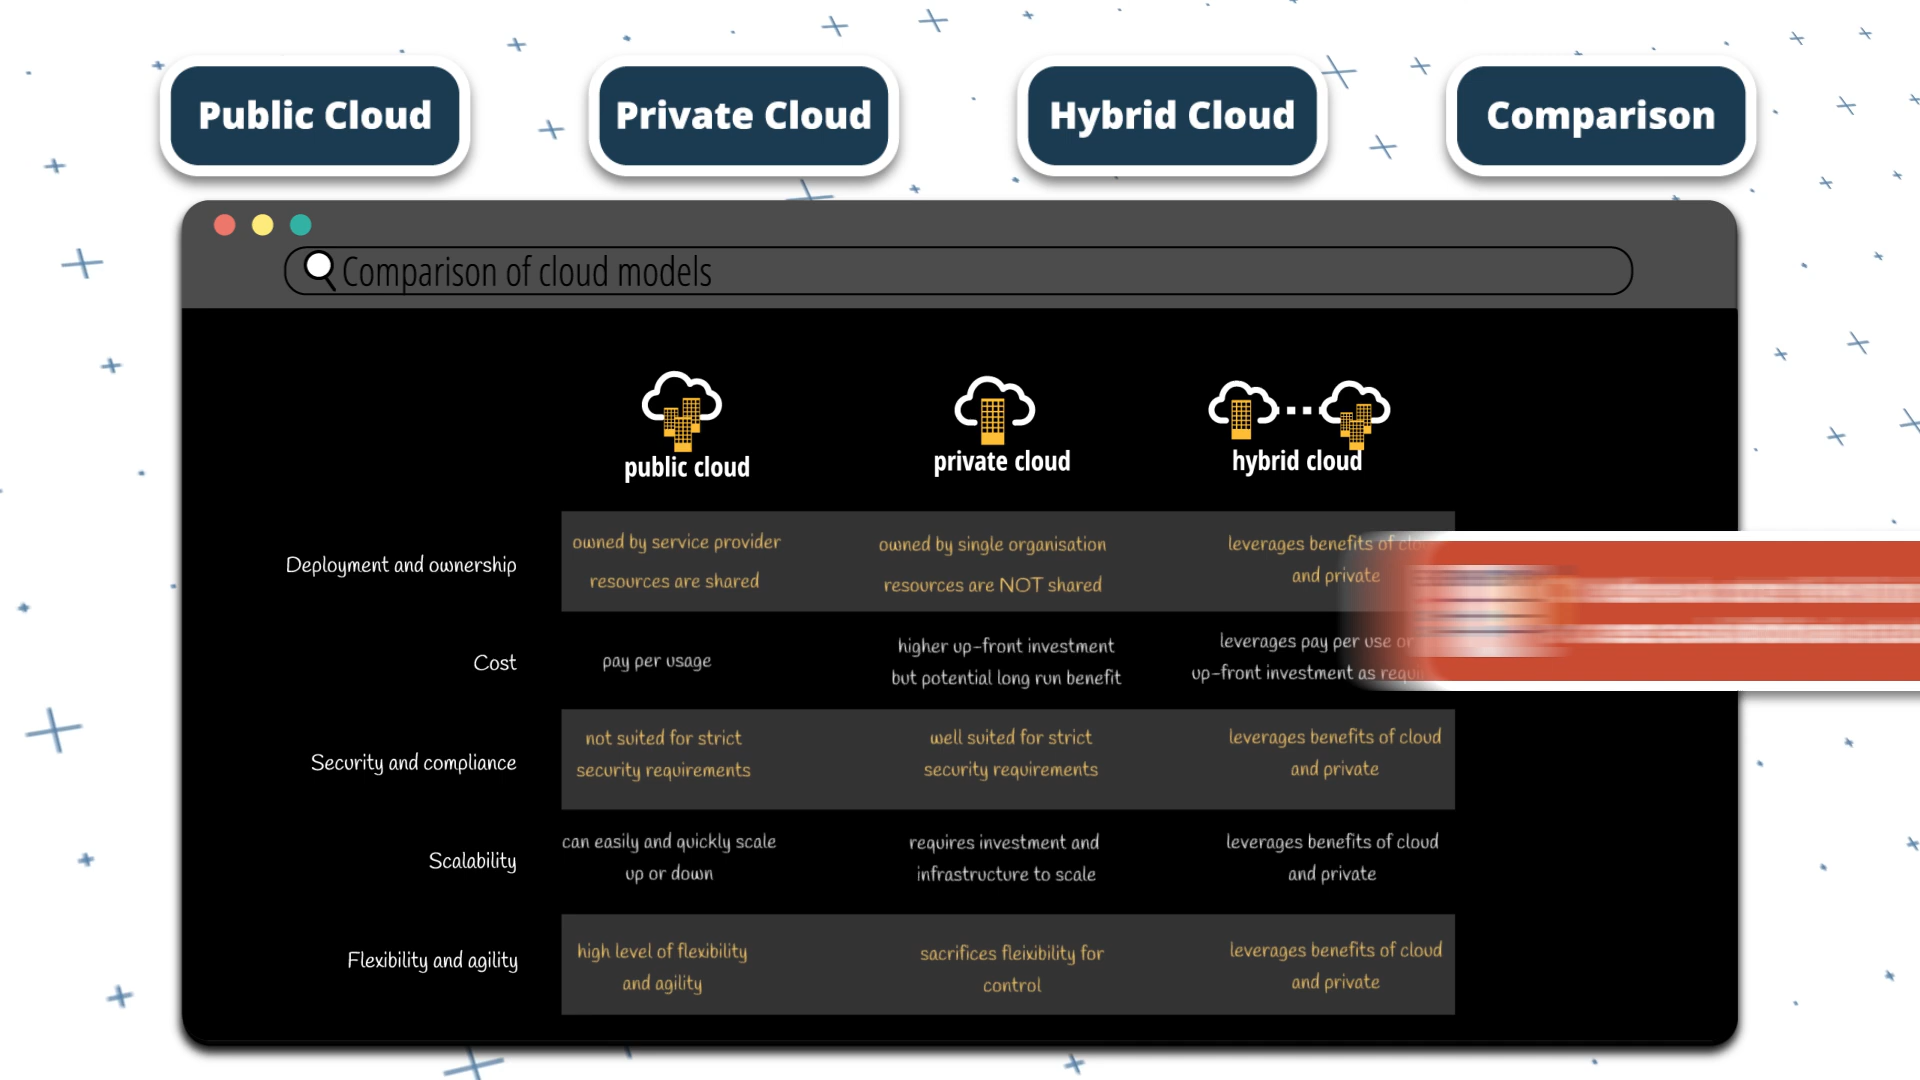 Public Cloud
Private Cloud
Hybrid Cloud
Comparison
Comparison of cloud models
public cloud
private cloud
hybrid cloud
Deployment and ownership
owned by service provider
resources are shared
owned by single organisation
resources are NOT shared
leverages benefits of
and private
Cost
pay per usage
higher up-front investment
but potential long run benefit
leverages pay per use or
up-front investment as
Security and compliance
not suited for strict
security requirements
well suited for strict
security requirements
leverages benefits of cloud
and private
Scalability
can easily and quickly scale
up or down
requires investment and
infrastructure to scale
leverages benefits of cloud
and private
Flexibility and agility
high level of flexibility
and agility
sacrifices fleixibility for
control
leverages benefits of cloud
and private